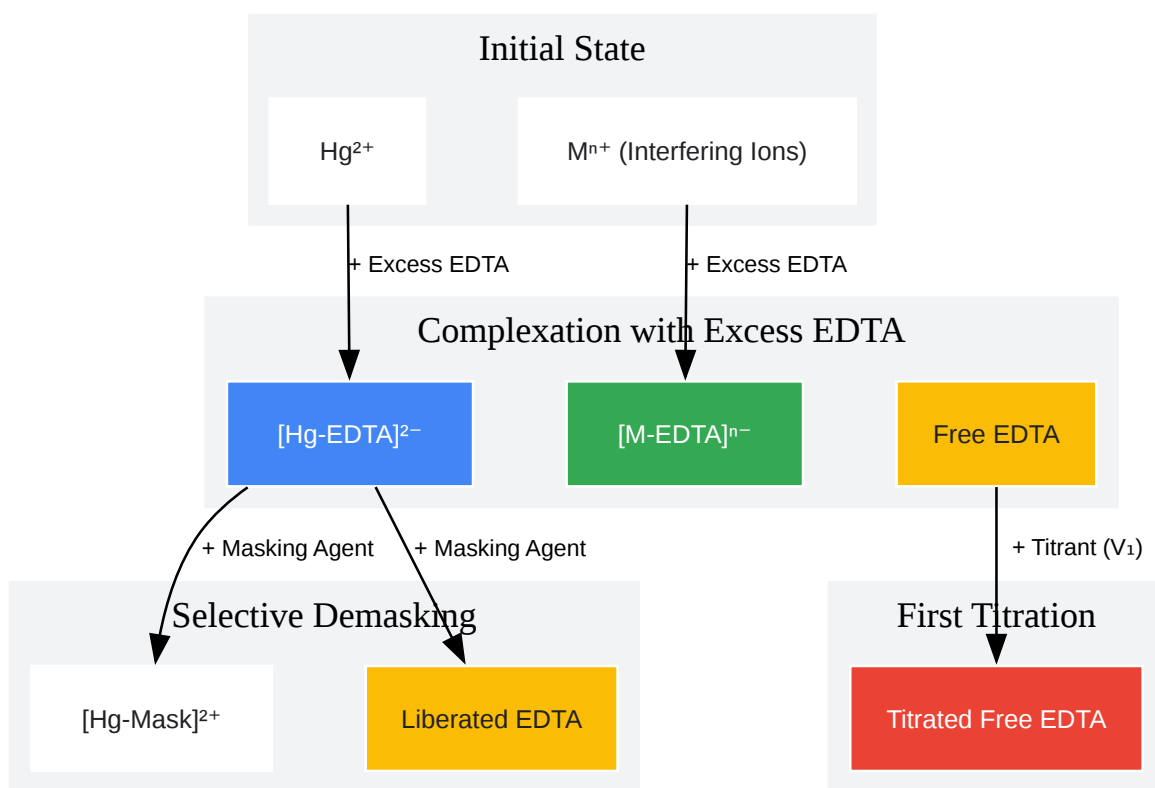 Initial State
Hg²⁺
Mⁿ⁺ (Interfering Ions)
+ Excess EDTA
+ Excess EDTA
Complexation with Excess EDTA
[Hg-EDTA]²⁻
[M-EDTA]ⁿ⁻
Free EDTA
+ Masking Agent
+ Masking Agent
+ Titrant (V₁)
Selective Demasking
First Titration
[Hg-Mask]²⁺
Liberated EDTA
Titrated Free EDTA